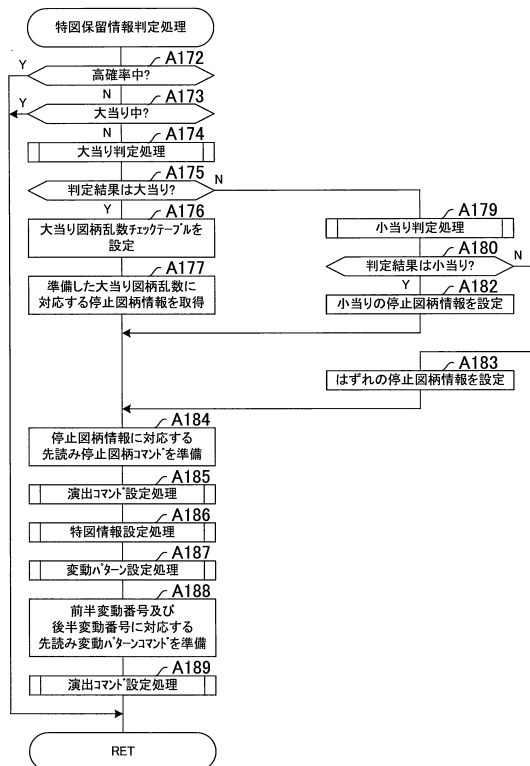 特図保留情報判定処理
A172
Y
高確率中?
N
A173
Y
大当り中?
N
A174
大当り判定処理
A175
判定結果は大当り?
N
Y
A176
大当り図柄乱数チェックテーブルを
設定
A177
準備した大当り図柄乱数に
対応する停止図柄情報を取得
A179
小当り判定処理
A180
判定結果は小当り?
N
Y
A182
小当りの停止図柄情報を設定
A183
はずれの停止図柄情報を設定
A184
停止図柄情報に対応する
先読み停止図柄コマンドを準備
A185
演出コマンド設定処理
A186
特図情報設定処理
A187
変動パターン設定処理
A188
前半変動番号及び
後半変動番号に対応する
先読み変動パターンコマンドを準備
A189
演出コマンド設定処理
RET